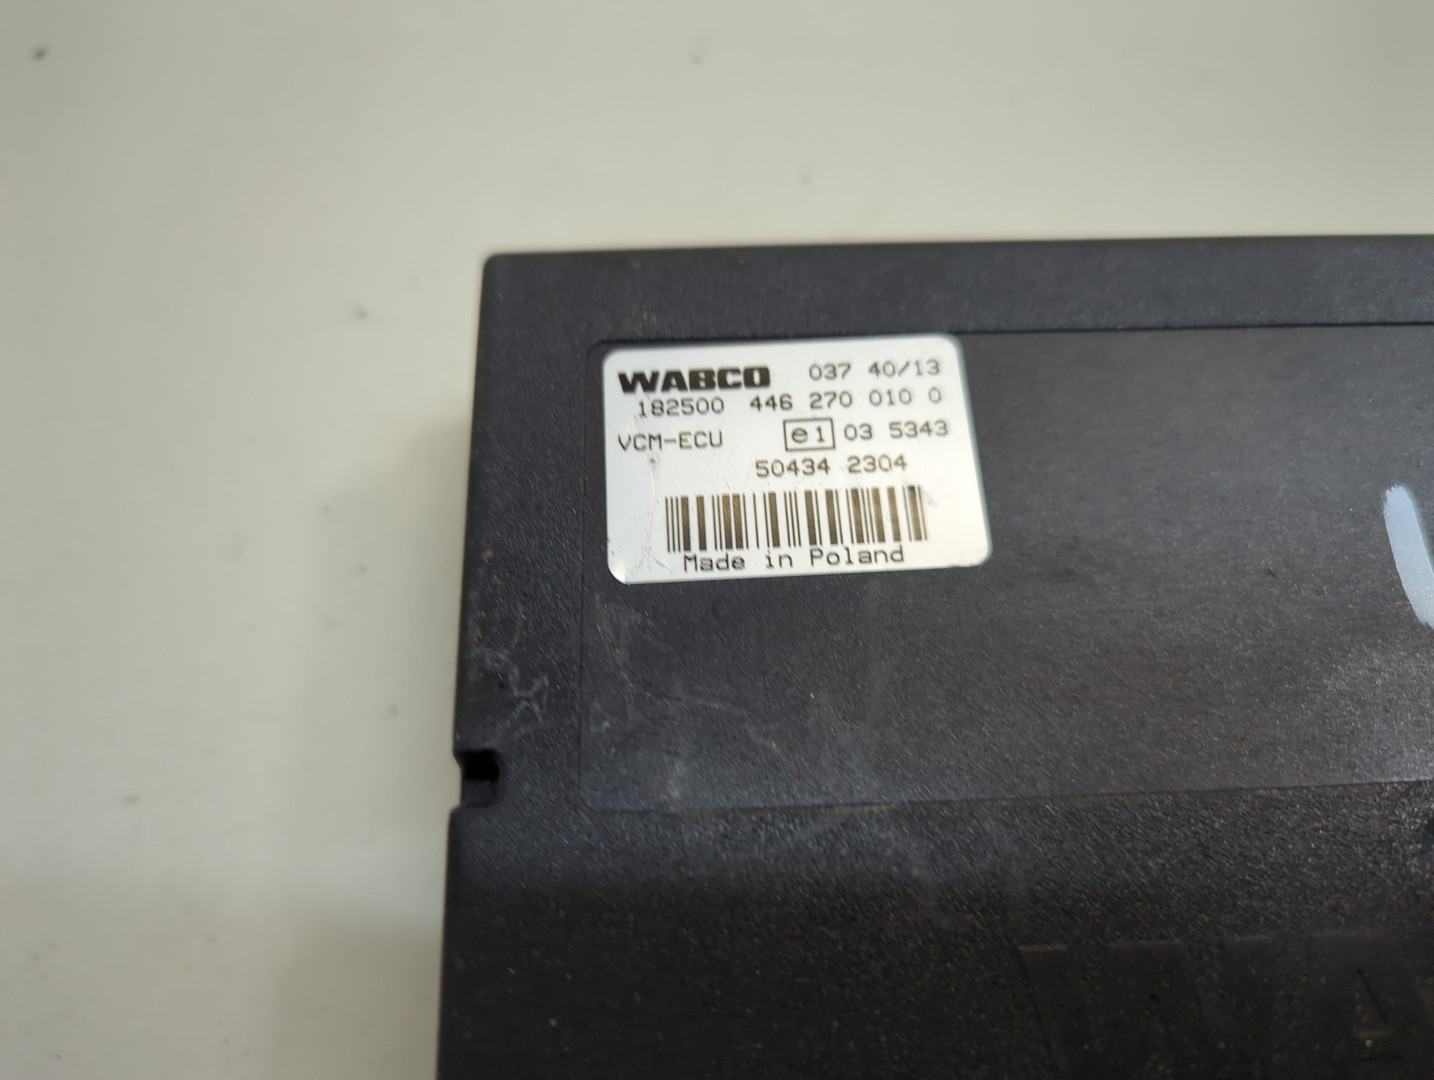 WABCO 037 40/13
182500 446 270 010 0
VCM-ECU e1 03 5343
50434 2304
Made in Poland